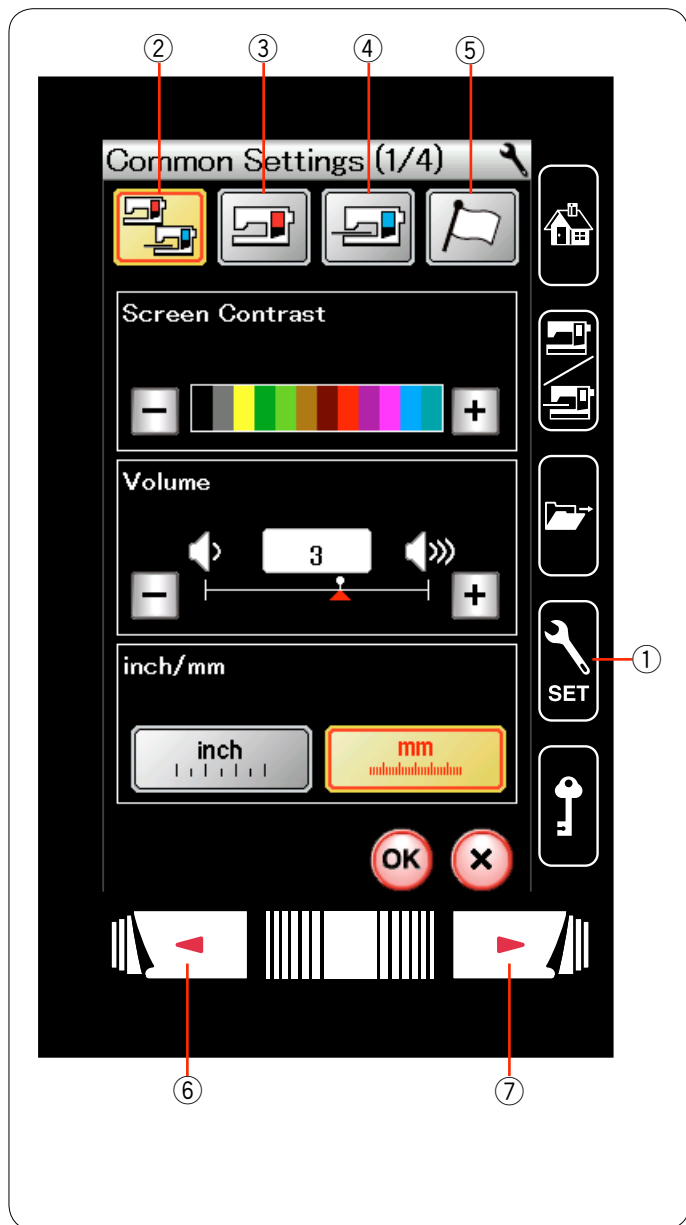 ② ③ ④ ⑤
Common Settings (1/4)
Screen Contrast
− +
Volume
3
− +
inch/mm
inch mm
① 
SET
OK ×
⑥ ⑦